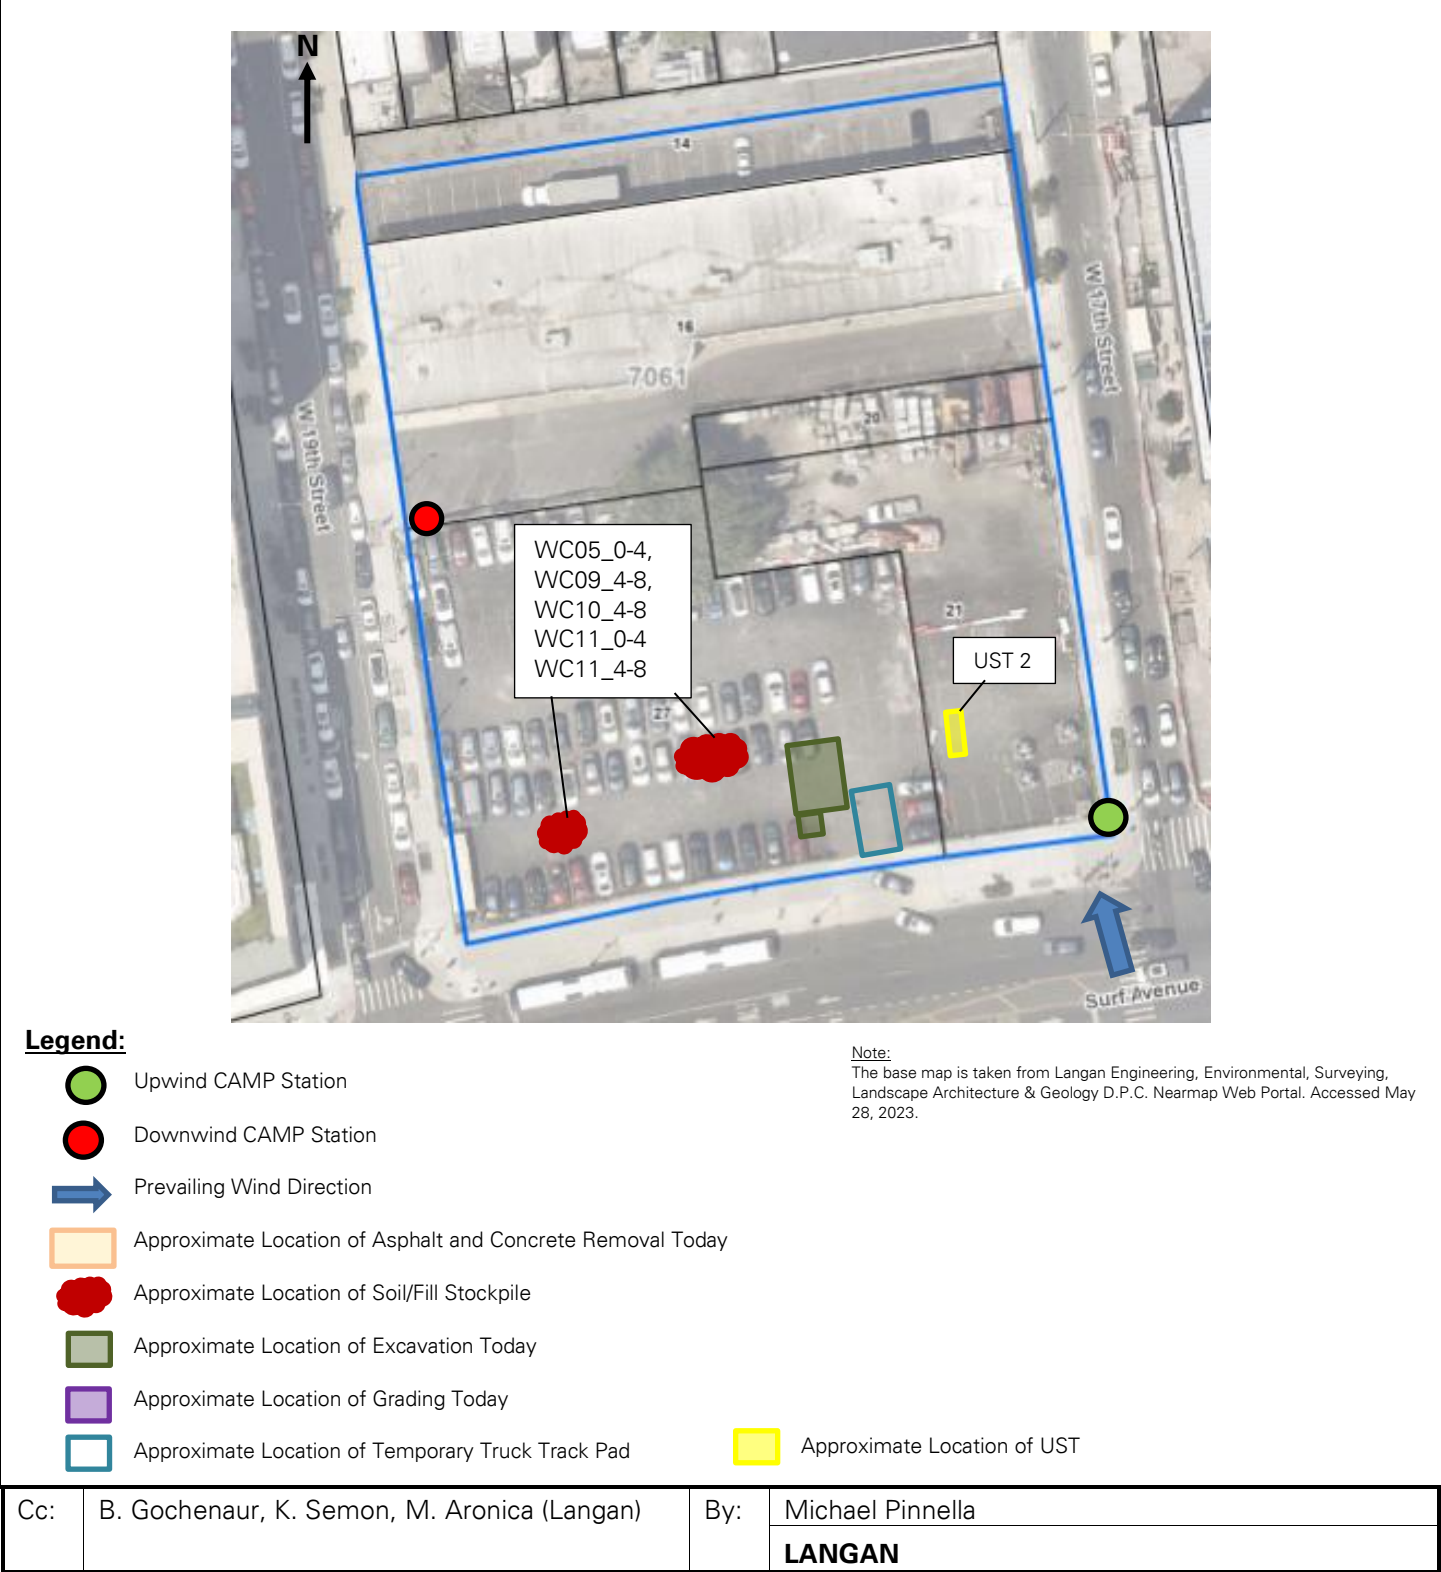 N
14
16
7061
W 17th Street
20
W 19th Street
WC05_0-4,
WC09_4-8,
WC10_4-8
WC11_0-4
WC11_4-8
21
UST 2
27
Surf Avenue
Legend:
Upwind CAMP Station
Downwind CAMP Station
Prevailing Wind Direction
Approximate Location of Asphalt and Concrete Removal Today
Approximate Location of Soil/Fill Stockpile
Approximate Location of Excavation Today
Approximate Location of Grading Today
Approximate Location of Temporary Truck Track Pad
Approximate Location of UST
Note:
The base map is taken from Langan Engineering, Environmental, Surveying,
Landscape Architecture & Geology D.P.C. Nearmap Web Portal. Accessed May
28, 2023.
Cc:
B. Gochenaur, K. Semon, M. Aronica (Langan)
By:
Michael Pinnella
LANGAN